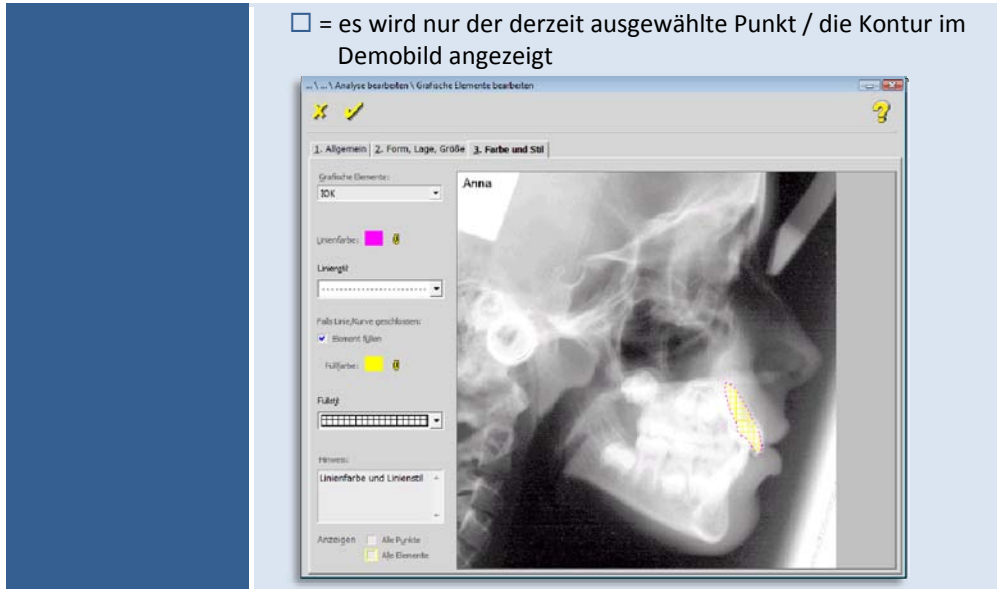 ☐ = es wird nur der derzeit ausgewählte Punkt / die Kontur im
Demobild angezeigt
...\ ...\ Analyse bearbeiten \ Grafische Elemente bearbeiten
1. Allgemein 2. Form, Lage, Größe 3. Farbe und Stil
Grafische Elemente:
IOK
Anna
Linienfarbe:
Linienstil:
Falls Linie/Kurve geschlossen:
Element füllen
Füllfarbe:
Füllstil:
Hinweis:
Linienfarbe und Linienstil
Anzeigen Alle Punkte
Alle Elemente